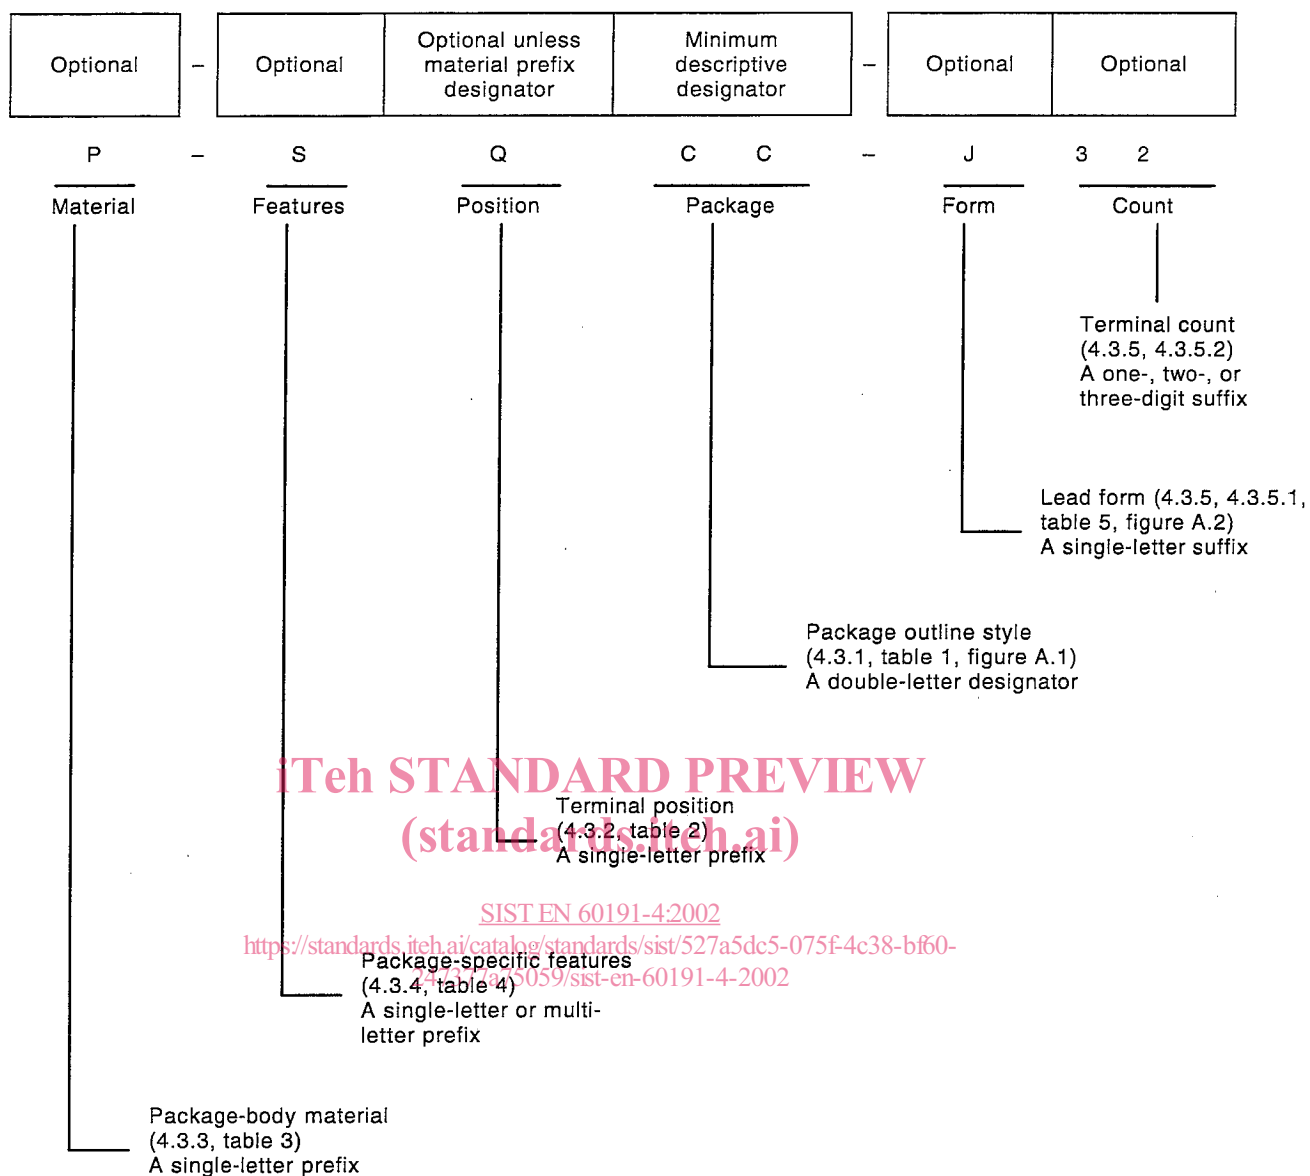 Optional – Optional Optional unless material prefix designator Minimum descriptive designator – Optional Optional
P – S Q C C – J 3 2
Material Features Position Package Form Count
Terminal count
(4.3.5, 4.3.5.2)
A one-, two-, or
three-digit suffix
Lead form (4.3.5, 4.3.5.1,
table 5, figure A.2)
A single-letter suffix
Package outline style
(4.3.1, table 1, figure A.1)
A double-letter designator
iTeh STANDARD PREVIEW
(standards.iteh.ai)
Terminal position
(4.3.2, table 2)
A single-letter prefix
SIST EN 60191-4:2002
https://standards.iteh.ai/catalog/standards/sist/527a5dc5-075f-4c38-bf60-
247377a75059/sist-en-60191-4-2002
Package-specific features
(4.3.4, table 4)
A single-letter or multi-
letter prefix
Package-body material
(4.3.3, table 3)
A single-letter prefix